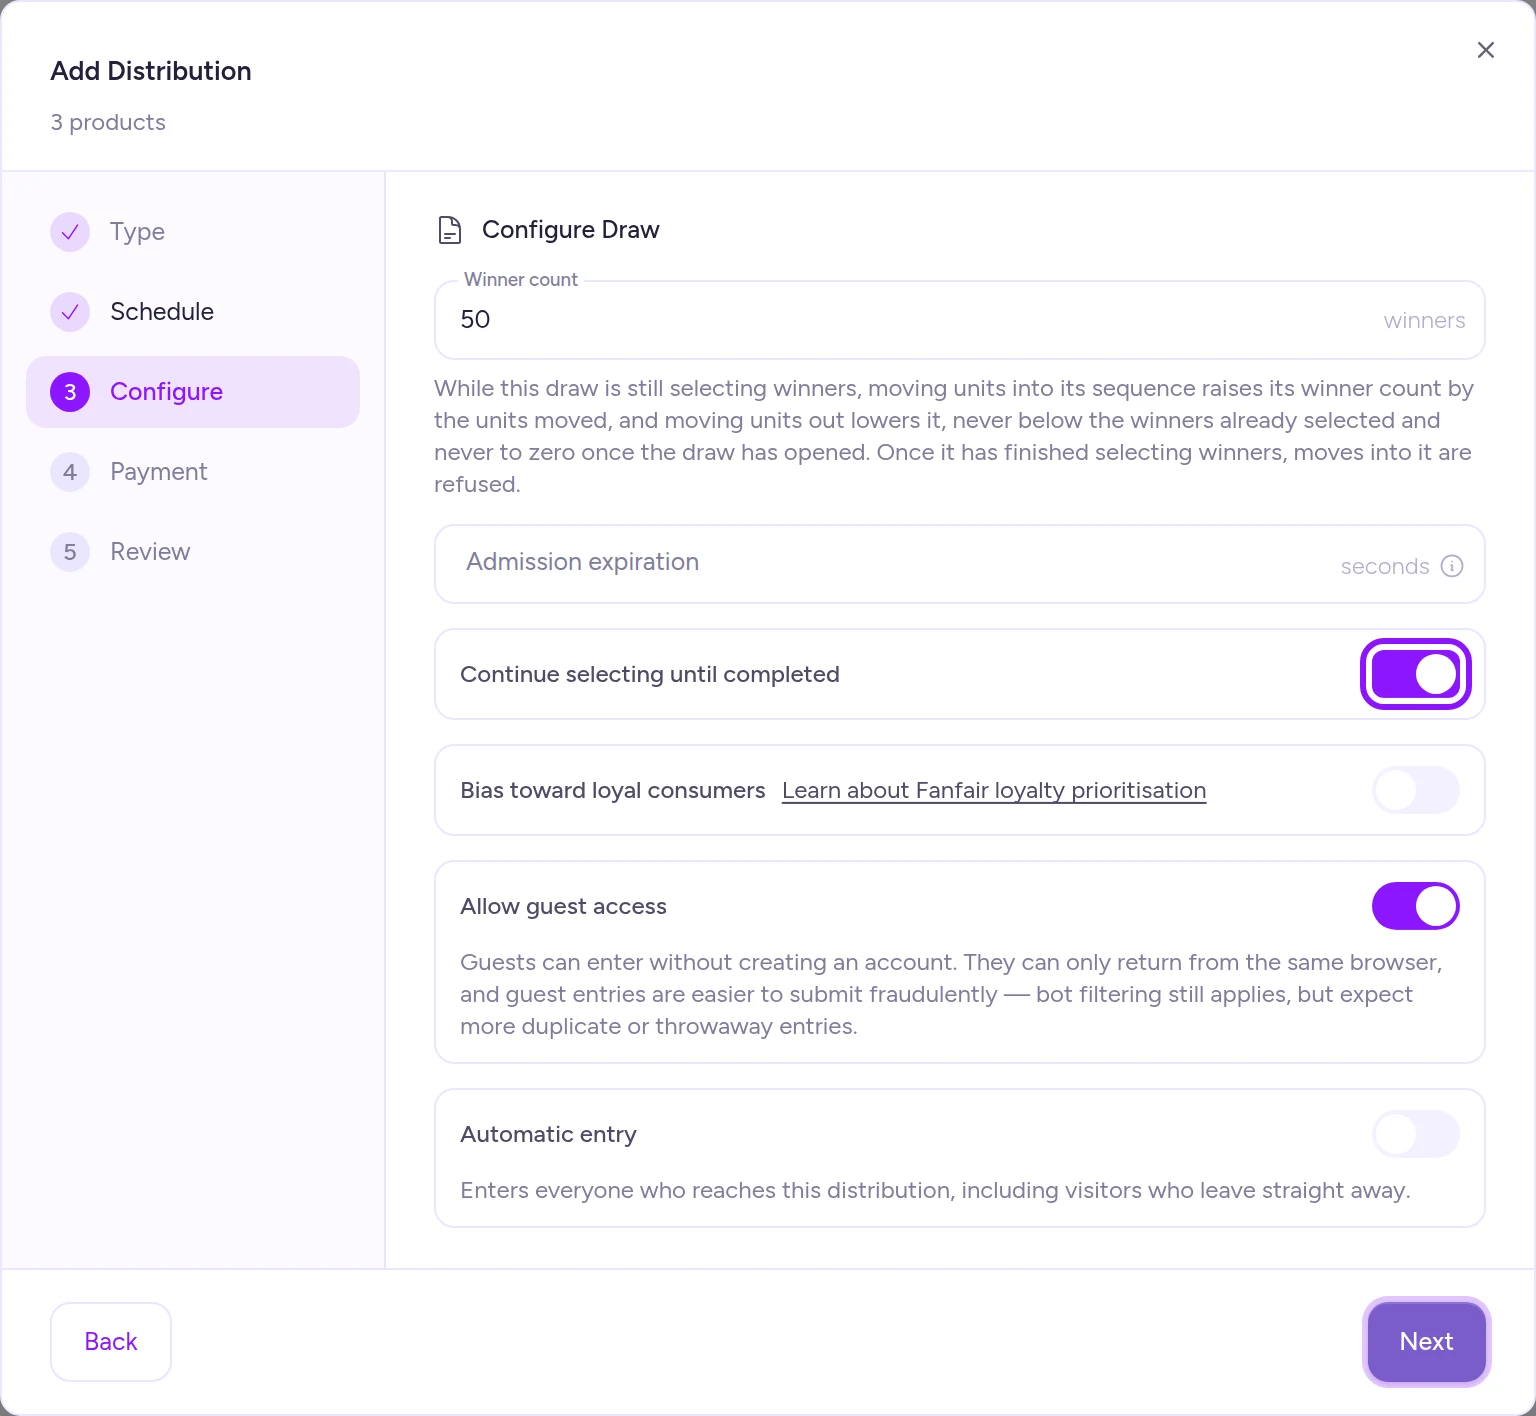 Add Distribution
3 products
Type
Schedule
3 Configure
4 Payment
5 Review
Configure Draw
Winner count
50 winners
While this draw is still selecting winners, moving units into its sequence raises its winner count by
the units moved, and moving units out lowers it, never below the winners already selected and
never to zero once the draw has opened. Once it has finished selecting winners, moves into it are
refused.
Admission expiration seconds
Continue selecting until completed
Bias toward loyal consumers Learn about Fanfair loyalty prioritisation
Allow guest access
Guests can enter without creating an account. They can only return from the same browser,
and guest entries are easier to submit fraudulently — bot filtering still applies, but expect
more duplicate or throwaway entries.
Automatic entry
Enters everyone who reaches this distribution, including visitors who leave straight away.
Back Next